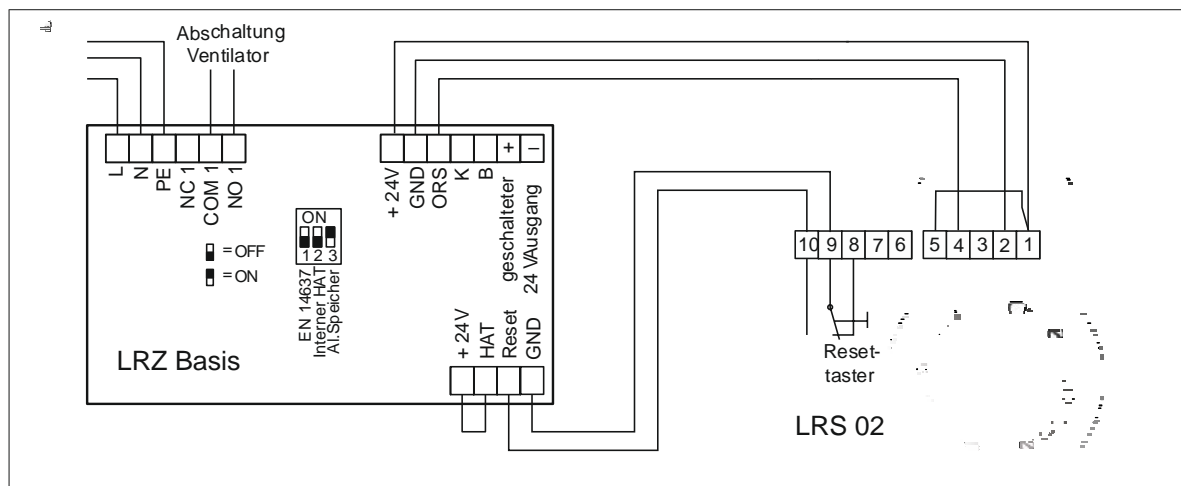 Abschaltung
Ventilator
L
N
PE
NC 1
COM 1
NO 1
+ 24V
GND
ORS
K
B
+
–
geschalteter
24 VAusgang
ON
1 2 3
= OFF
= ON
EN 14637
Interner HAT
Al.Speicher
+ 24V
HAT
Reset
GND
LRZ Basis
10 9 8 7 6
5 4 3 2 1
Reset-
taster
LRS 02